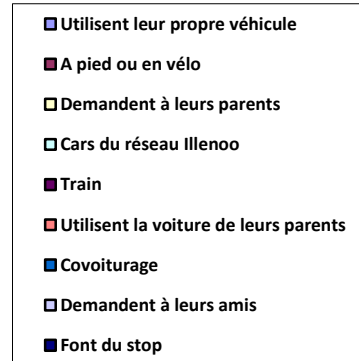 Utilisent leur propre véhicule
A pied ou en vélo
Demandent à leurs parents
Cars du réseau Illenoo
Train
Utilisent la voiture de leurs parents
Covoiturage
Demandent à leurs amis
Font du stop